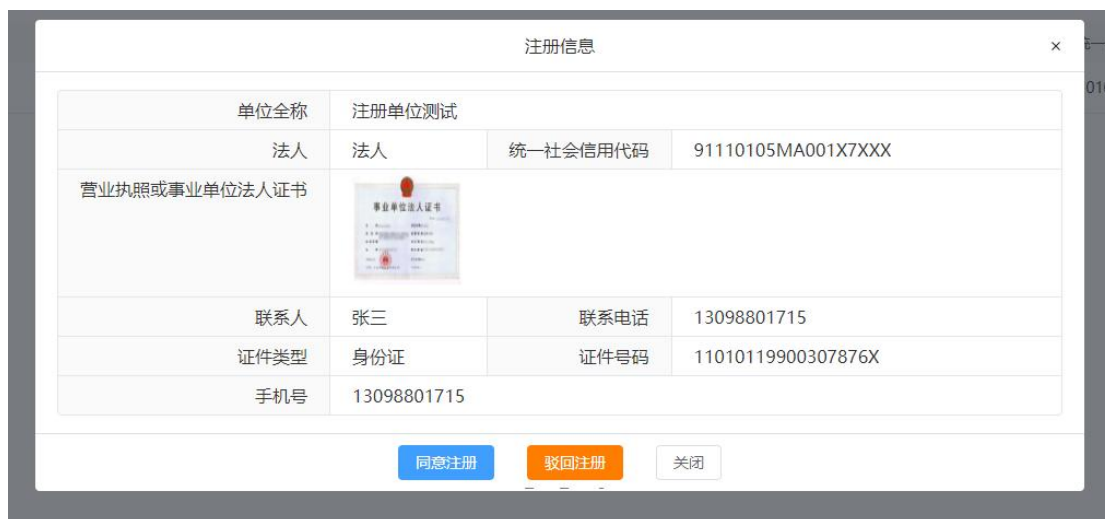 注册信息 ×
单位全称 注册单位测试
法人 法人 统一社会信用代码 91110105MA001X7XXX
营业执照或事业单位法人证书
事业单位法人证书
联系人 张三 联系电话 13098801715
证件类型 身份证 证件号码 11010119900307876X
手机号 13098801715
同意注册 驳回注册 关闭